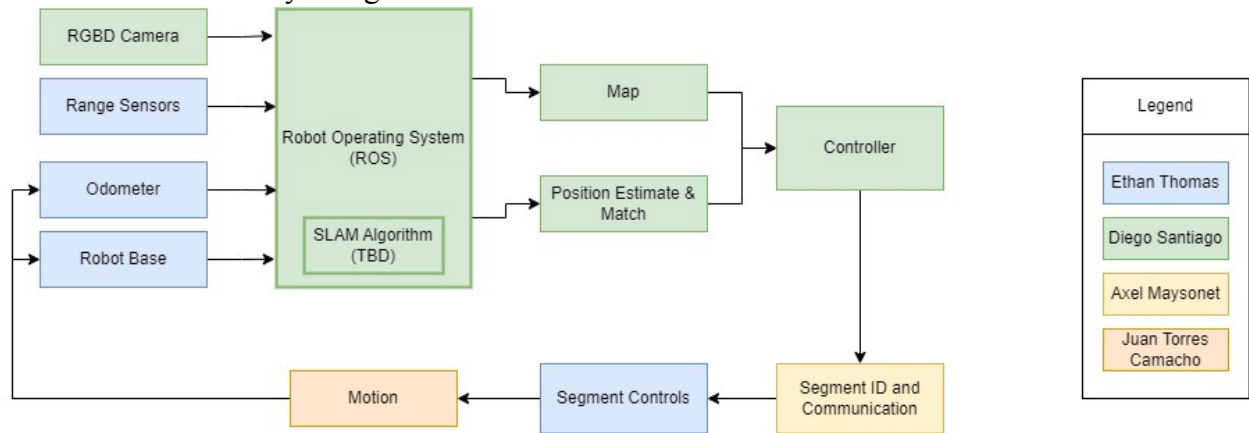 RGBD Camera
Range Sensors
Odometer
Robot Base
Robot Operating System
(ROS)
SLAM Algorithm
(TBD)
Map
Position Estimate &
Match
Controller
Segment ID and
Communication
Segment Controls
Motion
Legend
Ethan Thomas
Diego Santiago
Axel Maysonet
Juan Torres
Camacho